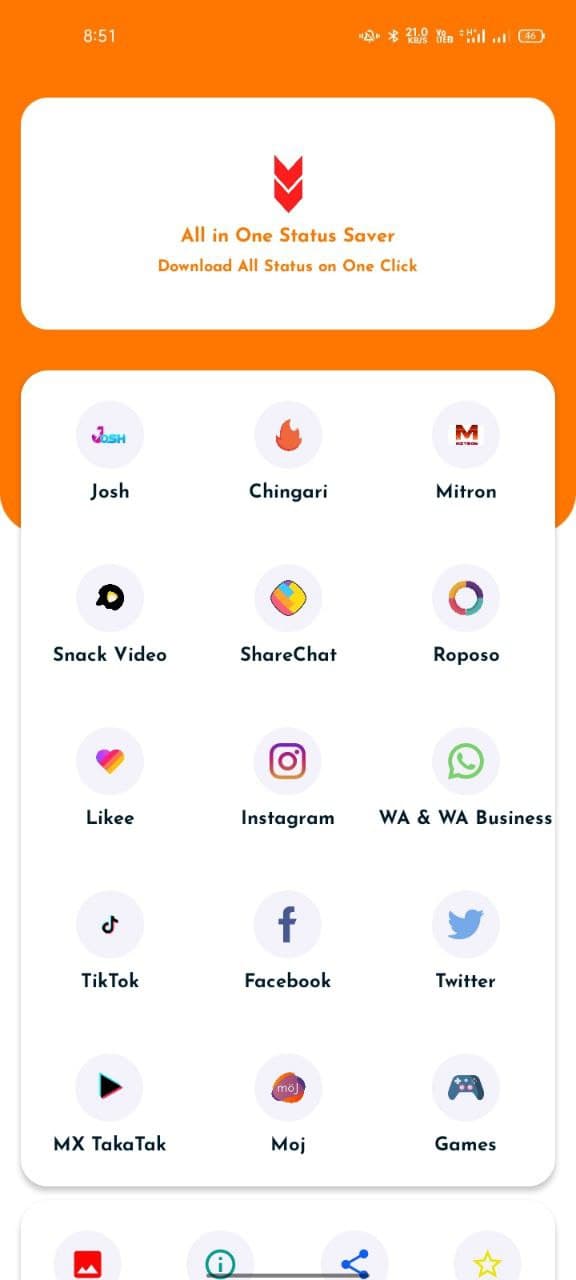 8:51
21.0 KB/S
Vo
H+
46
All in One Status Saver
Download All Status on One Click
JOSH
M
MITRON
Josh
Chingari
Mitron
Snack Video
ShareChat
Roposo
Likee
Instagram
WA & WA Business
TikTok
Facebook
Twitter
moj
MX TakaTak
Moj
Games